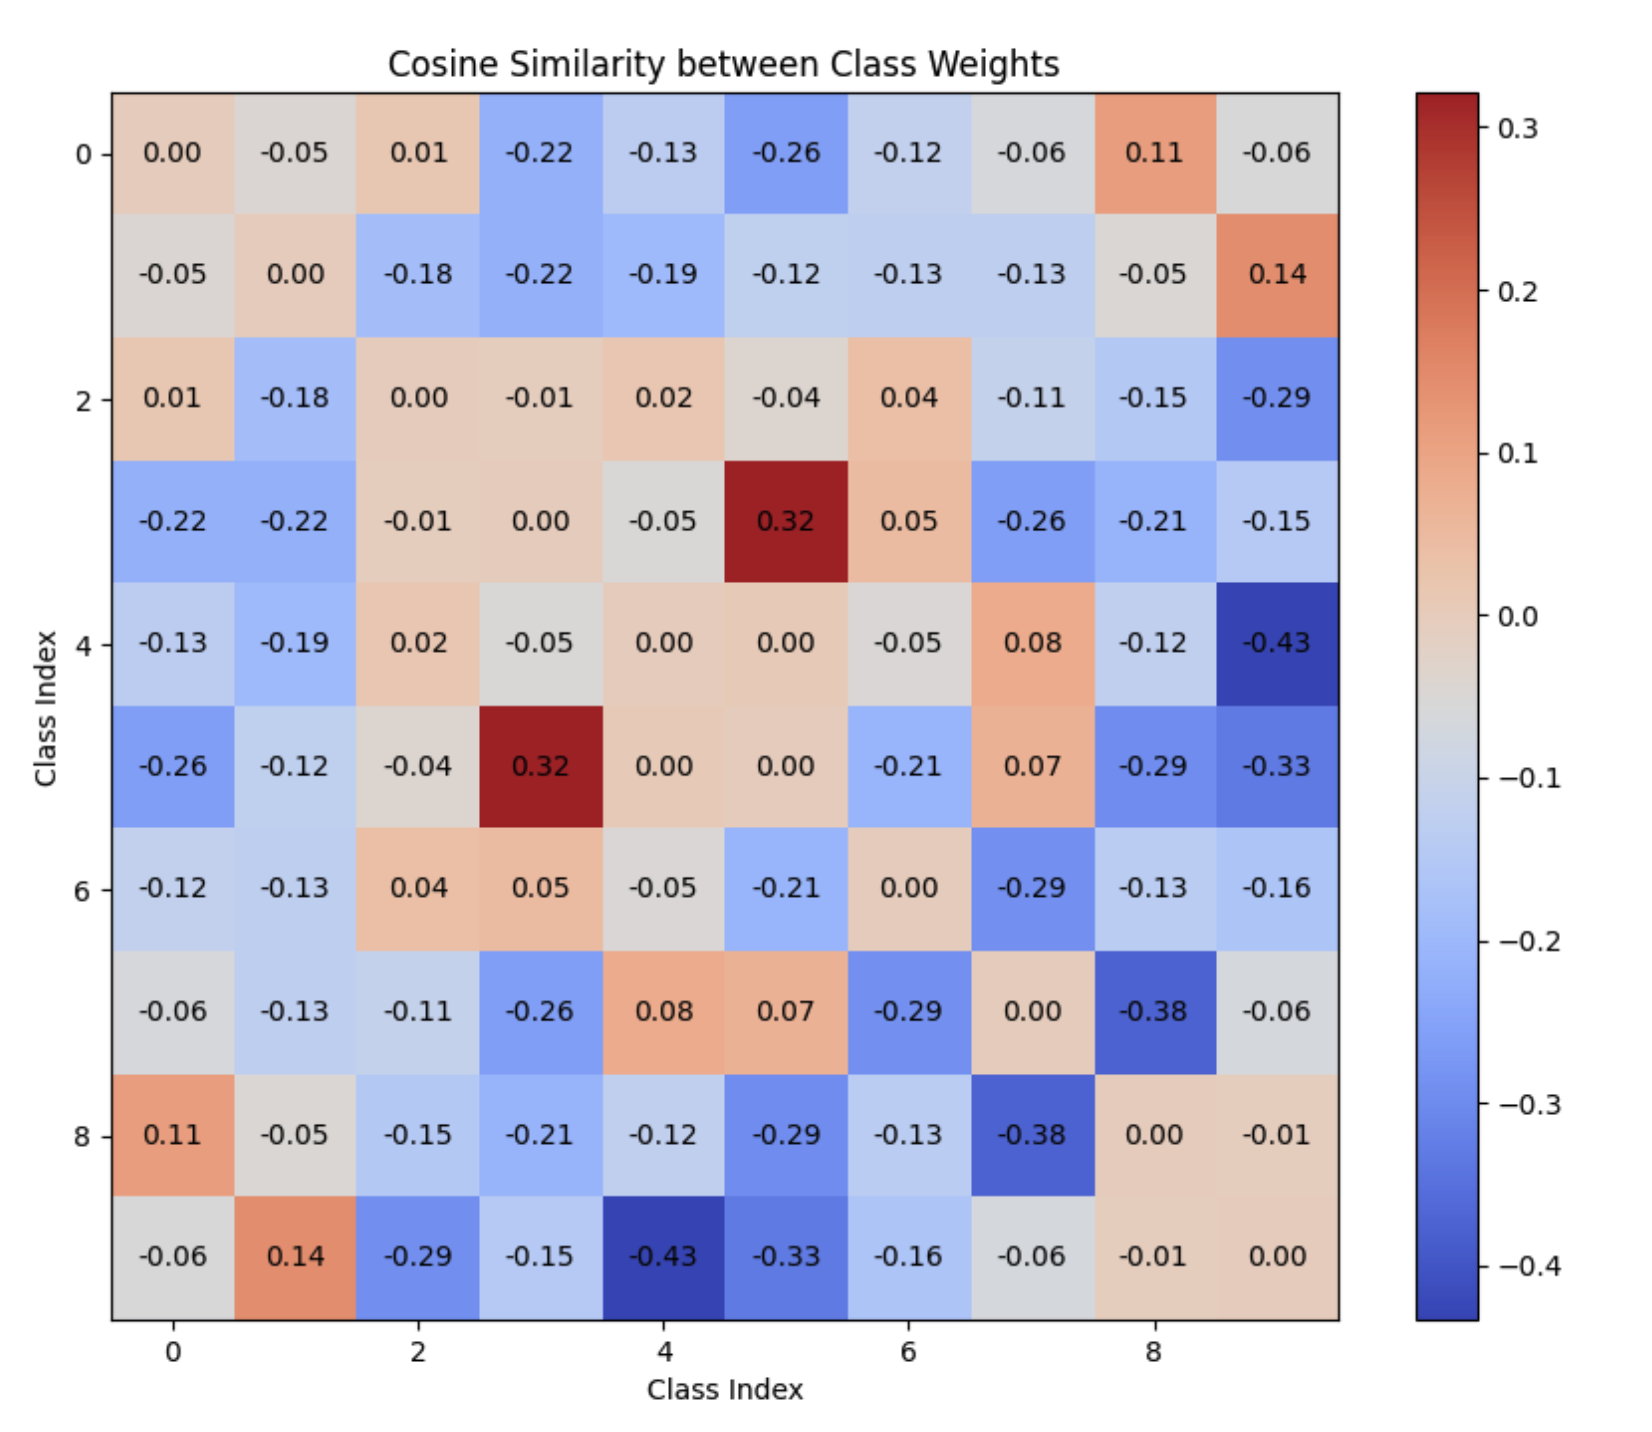 Cosine Similarity between Class Weights
0 0.00 -0.05 0.01 -0.22 -0.13 -0.26 -0.12 -0.06 0.11 -0.06
-0.05 0.00 -0.18 -0.22 -0.19 -0.12 -0.13 -0.13 -0.05 0.14
2 0.01 -0.18 0.00 -0.01 0.02 -0.04 0.04 -0.11 -0.15 -0.29
-0.22 -0.22 -0.01 0.00 -0.05 0.32 0.05 -0.26 -0.21 -0.15
4 -0.13 -0.19 0.02 -0.05 0.00 0.00 -0.05 0.08 -0.12 -0.43
-0.26 -0.12 -0.04 0.32 0.00 0.00 -0.21 0.07 -0.29 -0.33
6 -0.12 -0.13 0.04 0.05 -0.05 -0.21 0.00 -0.29 -0.13 -0.16
-0.06 -0.13 -0.11 -0.26 0.08 0.07 -0.29 0.00 -0.38 -0.06
8 0.11 -0.05 -0.15 -0.21 -0.12 -0.29 -0.13 -0.38 0.00 -0.01
-0.06 0.14 -0.29 -0.15 -0.43 -0.33 -0.16 -0.06 -0.01 0.00
0 2 4 6 8
Class Index
Class Index
0.3
0.2
0.1
0.0
−0.1
−0.2
−0.3
−0.4